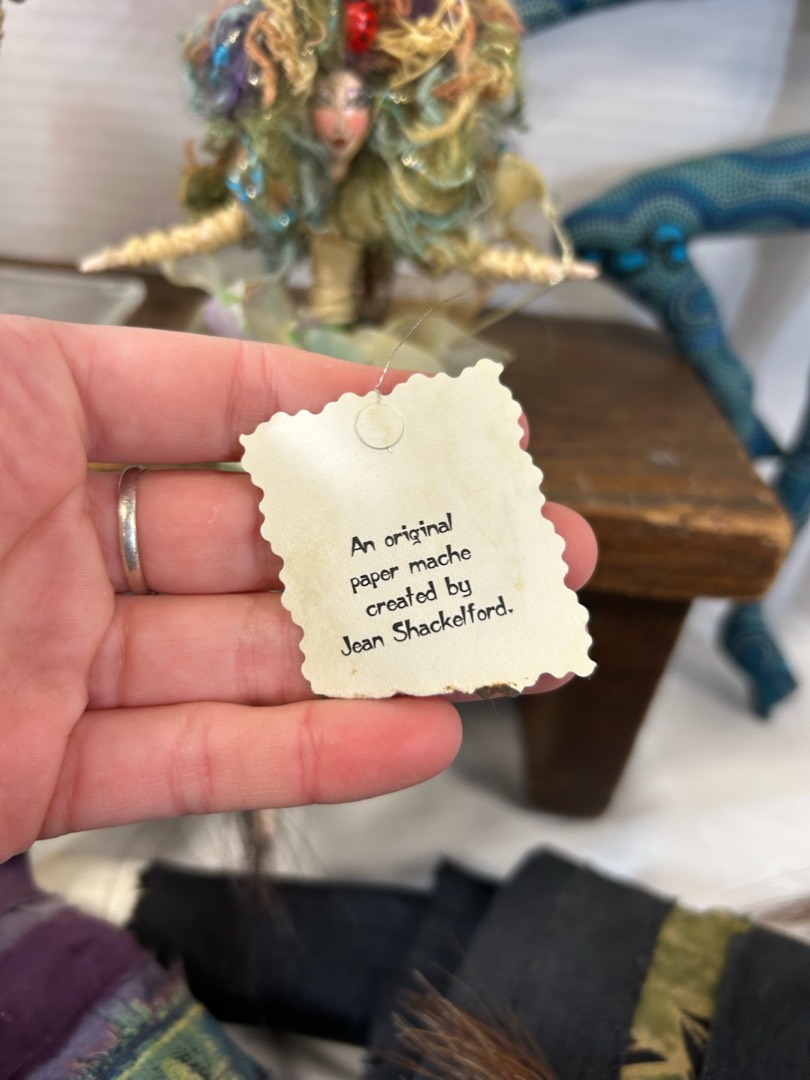 An original
paper mache
created by
Jean Shackelford.